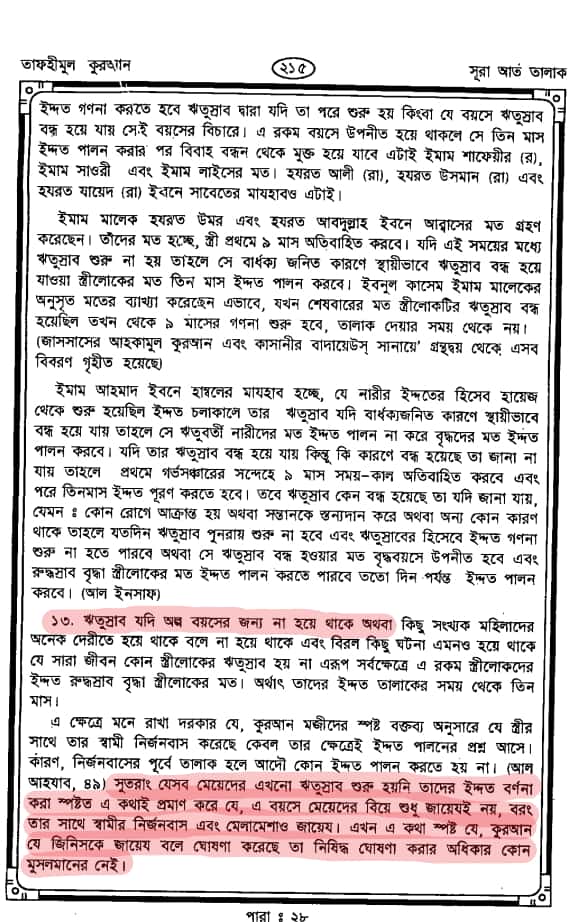 তাফহীমুল কুরআন
২১৫
সূরা আত তালাক
ইদ্দত গণনা করতে হবে ঋতুস্রাব দ্বারা যদি তা পরে শুরু হয় কিংবা যে বয়সে ঋতুস্রাব
বন্ধ হয়ে যায় সেই বয়সের বিচারে। এ রকম বয়সে উপনীত হয়ে থাকলে সে তিন মাস
ইদ্দত পালন করার পর বিবাহ বন্ধন থেকে মুক্ত হয়ে যাবে এটাই ইমাম শাফেয়ীর (র),
ইমাম সাওরী এবং ইমাম লাইসের মত। হযরত আলী (রা), হযরত উসমান (রা) এবং
হযরত যায়েদ (রা) ইবনে সাবেতের মাযহাবও এটাই।
ইমাম মালেক হযরত উমর এবং হযরত আবদুল্লাহ ইবনে আব্বাসের মত গ্রহণ
করেছেন। তাঁদের মত হচ্ছে, স্ত্রী প্রথমে ৯ মাস অতিবাহিত করবে। যদি এই সময়ের মধ্যে
ঋতুস্রাব শুরু না হয় তাহলে সে বার্ধক্য জনিত কারণে স্থায়ীভাবে ঋতুস্রাব বন্ধ হয়ে
যাওয়া স্ত্রীলোকের মত তিন মাস ইদ্দত পালন করবে। ইবনুল কাসেম ইমাম মালেকের
অনুসৃত মতের ব্যাখ্যা করেছেন এভাবে, যখন শেষবারের মত স্ত্রীলোকটির ঋতুস্রাব বন্ধ
হয়েছিল তখন থেকে ৯ মাসের গণনা শুরু হবে, তালাক দেয়ার সময় থেকে নয়।
(জাসসাসের আহকামুল কুরআন এবং কাসানীর বাদায়েউস্ সানায়ে' গ্রন্থদ্বয় থেকে এসব
বিবরণ গৃহীত হয়েছে)
ইমাম আহমাদ ইবনে হাম্বলের মাযহাব হচ্ছে, যে নারীর ইদ্দতের হিসেব হায়েজ
থেকে শুরু হয়েছিল ইদ্দত চলাকালে তার ঋতুস্রাব যদি বার্ধক্যজনিত কারণে স্থায়ীভাবে
বন্ধ হয়ে যায় তাহলে সে ঋতুবর্তী নারীদের মত ইদ্দত পালন না করে বৃদ্ধদের মত ইদ্দত
পালন করবে। যদি তার ঋতুস্রাব বন্ধ হয়ে যায় কিন্তু কি কারণে বন্ধ হয়েছে তা জানা না
যায় তাহলে প্রথমে গর্ভসঞ্চারের সন্দেহে ৯ মাস সময়-কাল অতিবাহিত করবে এবং
পরে তিনমাস ইদ্দত পূরণ করতে হবে। তবে ঋতুস্রাব কেন বন্ধ হয়েছে তা যদি জানা যায়,
যেমন ঃ কোন রোগে আক্রান্ত হয় অথবা সন্তানকে স্তন্যদান করে অথবা অন্য কোন কারণ
থাকে তাহলে যতদিন ঋতুস্রাব পুনরায় শুরু না হবে এবং ঋতুস্রাবের হিসেবে ইদ্দত গণনা
শুরু না হতে পারবে অথবা সে ঋতুস্রাব বন্ধ হওয়ার মত বৃদ্ধবয়সে উপনীত হবে এবং
রুদ্ধস্রাব বৃদ্ধা স্ত্রীলোকের মত ইদ্দত পালন করতে পারবে ততো দিন পর্যন্ত ইদ্দত পালন
করবে। (আল ইনসাফ)
১৩. ঋতুস্রাব যদি অল্প বয়সের জন্য না হয়ে থাকে অথবা কিছু সংখ্যক মহিলাদের
অনেক দেরীতে হয়ে থাকে বলে না হয়ে থাকে এবং বিরল কিছু ঘটনা এমনও হয়ে থাকে
যে সারা জীবন কোন স্ত্রীলোকের ঋতুস্রাব হয় না এরূপ সর্বক্ষেত্রে এ রকম স্ত্রীলোকদের
ইদ্দত রুদ্ধস্রাব বৃদ্ধা স্ত্রীলোকের মত। অর্থাৎ তাদের ইদ্দত তালাকের সময় থেকে তিন
মাস।
এ ক্ষেত্রে মনে রাখা দরকার যে, কুরআন মজীদের স্পষ্ট বক্তব্য অনুসারে যে স্ত্রীর
সাথে তার স্বামী নির্জনবাস করেছে কেবল তার ক্ষেত্রেই ইদ্দত পালনের প্রশ্ন আসে।
কারণ, নির্জনবাসের পূর্বে তালাক হলে আদৌ কোন ইদ্দত পালন করতে হয় না। (আল
আহযাব, ৪৯) সুতরাং যেসব মেয়েদের এখনো ঋতুস্রাব শুরু হয়নি তাদের ইদ্দত বর্ণনা
করা স্পষ্টত এ কথাই প্রমাণ করে যে, এ বয়সে মেয়েদের বিয়ে শুধু জায়েযই নয়, বরং
তার সাথে স্বামীর নির্জনবাস এবং মেলামেশাও জায়েয। এখন এ কথা স্পষ্ট যে, কুরআন
যে জিনিসকে জায়েয বলে ঘোষণা করেছে তা নিষিদ্ধ ঘোষণা করার অধিকার কোন
মুসলমানের নেই।
পারা ঃ ২৮